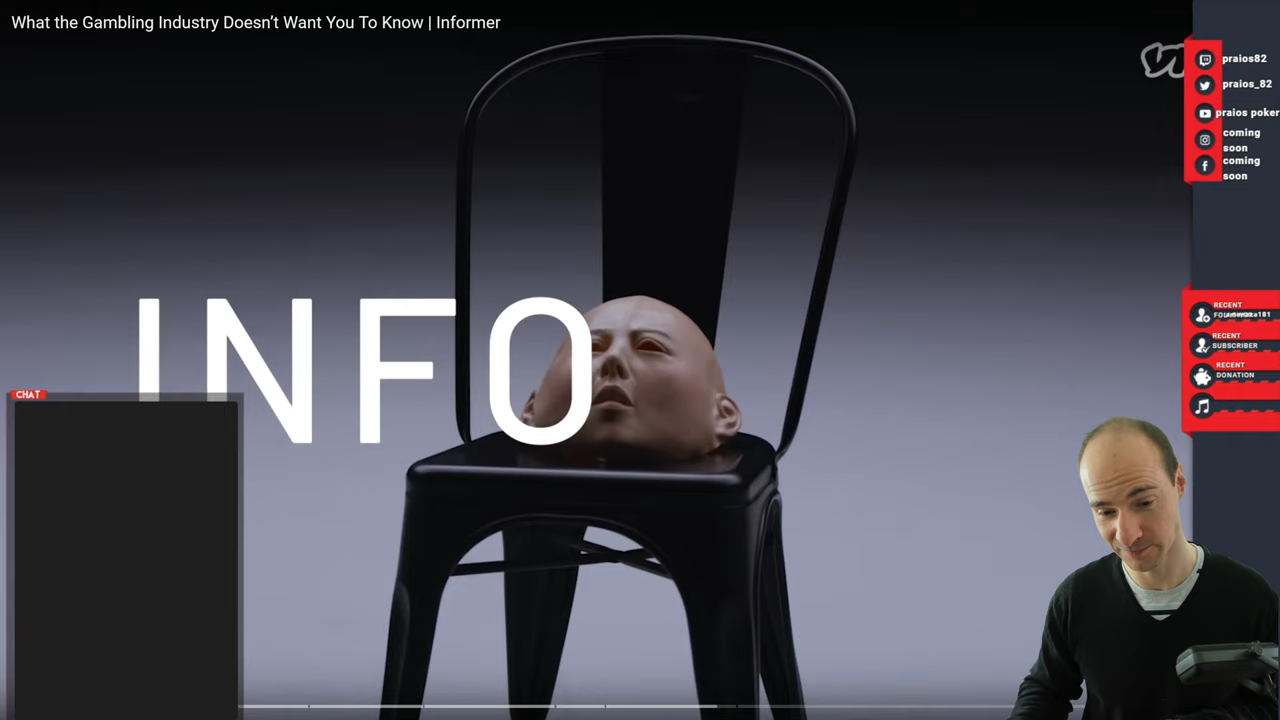 What the Gambling Industry Doesn’t Want You To Know | Informer
praios82
praios_82
praios poker
coming
soon
coming
soon
INFO
RECENT
RECENT
SUBSCRIBER
RECENT
DONATION
CHAT